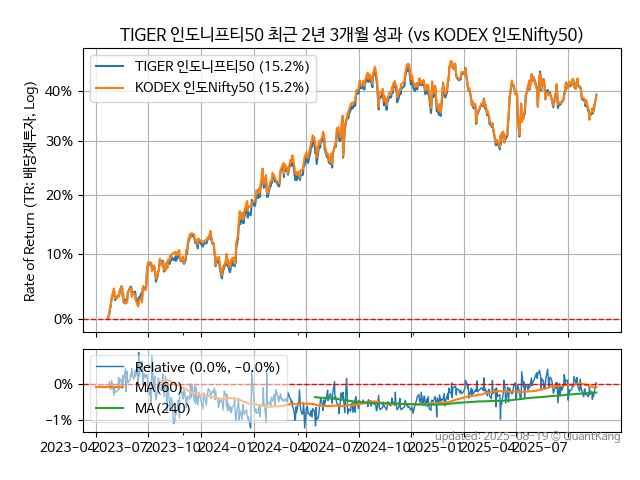 TIGER 인도니프티50 최근 2년 3개월 성과 (vs KODEX 인도Nifty50)
Rate of Return (TR: 배당재투자, Log)
TIGER 인도니프티50 (15.2%)
KODEX 인도Nifty50 (15.2%)
40%
30%
20%
10%
0%
Relative (0.0%, -0.0%)
MA(60)
MA(240)
0%
-1%
updated: 2025-08-19 © QuantKang
2023-04 2023-07 2023-10 2024-01 2024-04 2024-07 2024-10 2025-01 2025-04 2025-07